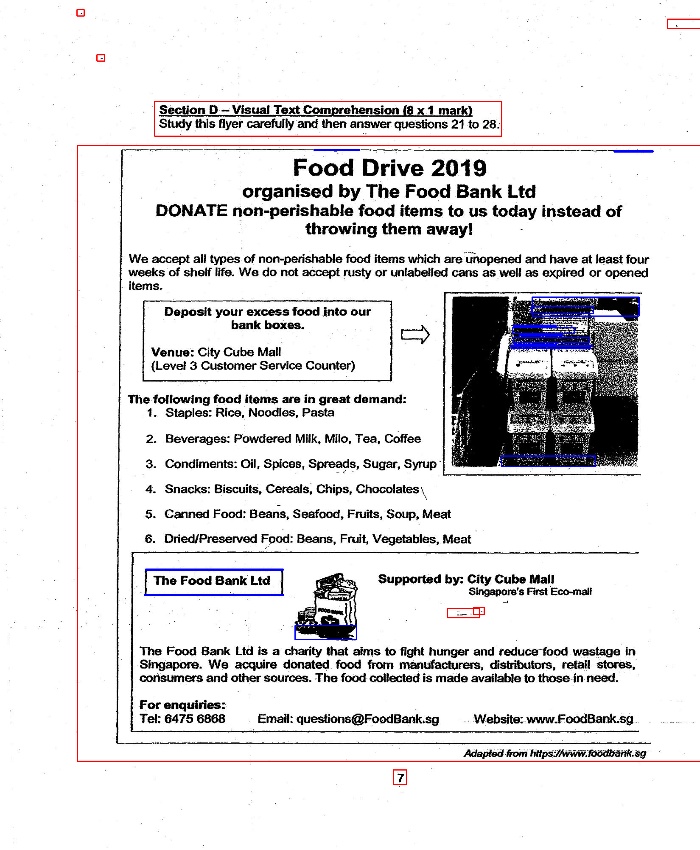 Section D – Visual Text Comprehension (8 x 1 mark)
Study this flyer carefully and then answer questions 21 to 28.
Food Drive 2019
organised by The Food Bank Ltd
DONATE non-perishable food items to us today instead of
throwing them away!
We accept all types of non-perishable food items which are unopened and have at least four
weeks of shelf life. We do not accept rusty or unlabelled cans as well as expired or opened
items.
Deposit your excess food into our
bank boxes.
Venue: City Cube Mall
(Level 3 Customer Service Counter)
The following food items are in great demand:
1. Staples: Rice, Noodles, Pasta
2. Beverages: Powdered Milk, Milo, Tea, Coffee
3. Condiments: Oil, Spices, Spreads, Sugar, Syrup
4. Snacks: Biscuits, Cereals, Chips, Chocolates
5. Canned Food: Beans, Seafood, Fruits, Soup, Meat
6. Dried/Preserved Food: Beans, Fruit, Vegetables, Meat
The Food Bank Ltd
Supported by: City Cube Mall
Singapore's First Eco-mall
The Food Bank Ltd is a charity that aims to fight hunger and reduce food wastage in
Singapore. We acquire donated food from manufacturers, distributors, retail stores,
consumers and other sources. The food collected is made available to those in need.
For enquiries:
Tel: 6475 6868 Email: questions@FoodBank.sg Website: www.FoodBank.sg
Adapted from https://www.foodbank.sg
7